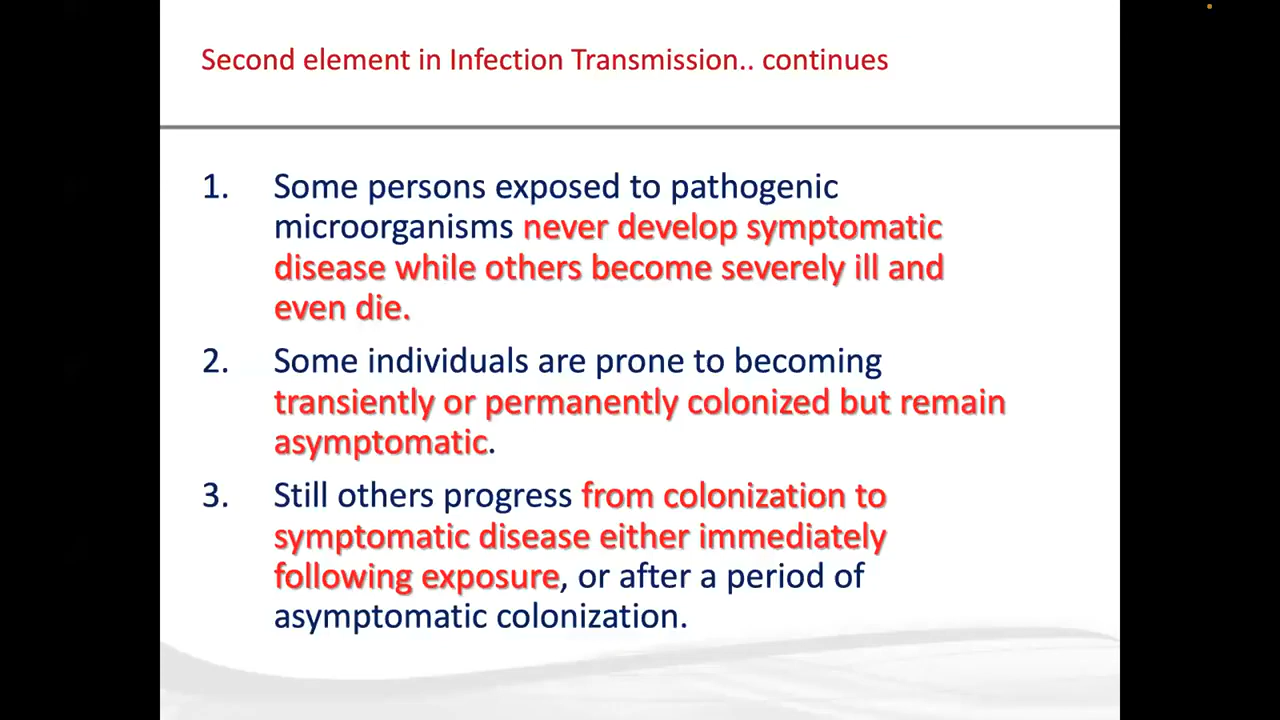 Second element in Infection Transmission.. continues
1. Some persons exposed to pathogenic
microorganisms never develop symptomatic
disease while others become severely ill and
even die.
2. Some individuals are prone to becoming
transiently or permanently colonized but remain
asymptomatic.
3. Still others progress from colonization to
symptomatic disease either immediately
following exposure, or after a period of
asymptomatic colonization.